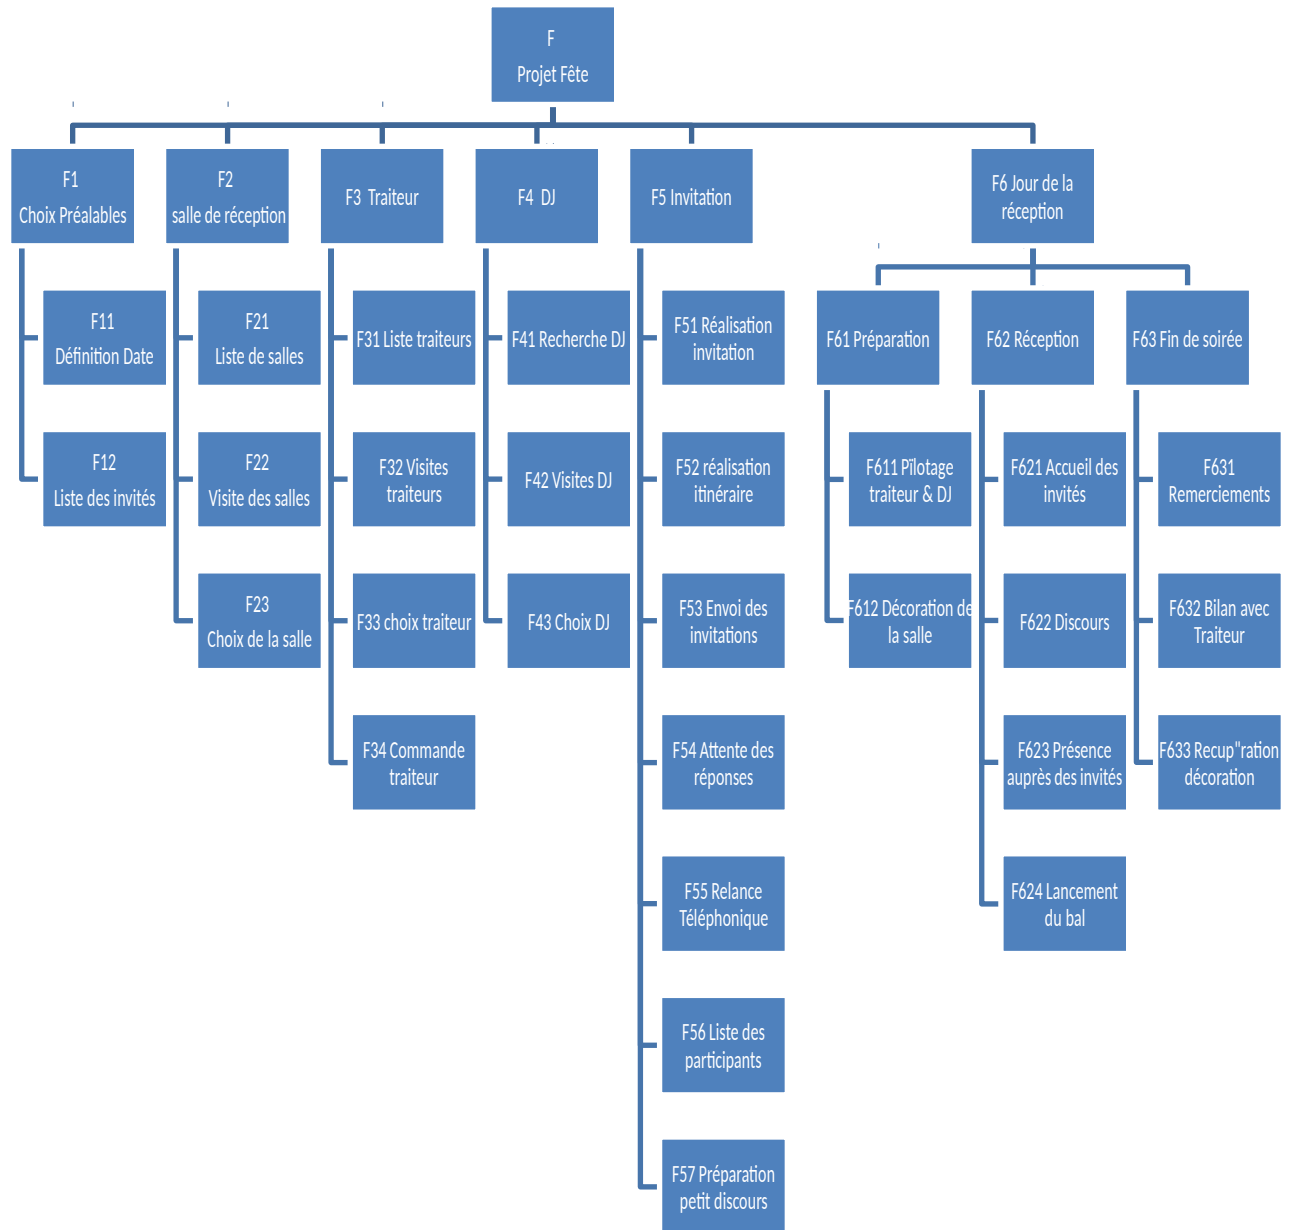 F
Projet Fête
F1
Choix Préalables
F2
salle de réception
F3  Traiteur
F4  DJ
F5 Invitation
F6 Jour de la
réception
F11
Définition Date
F12
Liste des invités
F21
Liste de salles
F22
Visite des salles
F23
Choix de la salle
F31 Liste traiteurs
F32 Visites
traiteurs
F33 choix traiteur
F34 Commande
traiteur
F41 Recherche DJ
F42 Visites DJ
F43 Choix DJ
F51 Réalisation
invitation
F52 réalisation
itinéraire
F53 Envoi des
invitations
F54 Attente des
réponses
F55 Relance
Téléphonique
F56 Liste des
participants
F57 Préparation
petit discours
F61 Préparation
F611 Pïlotage
traiteur & DJ
F612 Décoration de
la salle
F62 Réception
F621 Accueil des
invités
F622 Discours
F623 Présence
auprès des invités
F624 Lancement
du bal
F63 Fin de soirée
F631
Remerciements
F632 Bilan avec
Traiteur
F633 Recup"ration
décoration